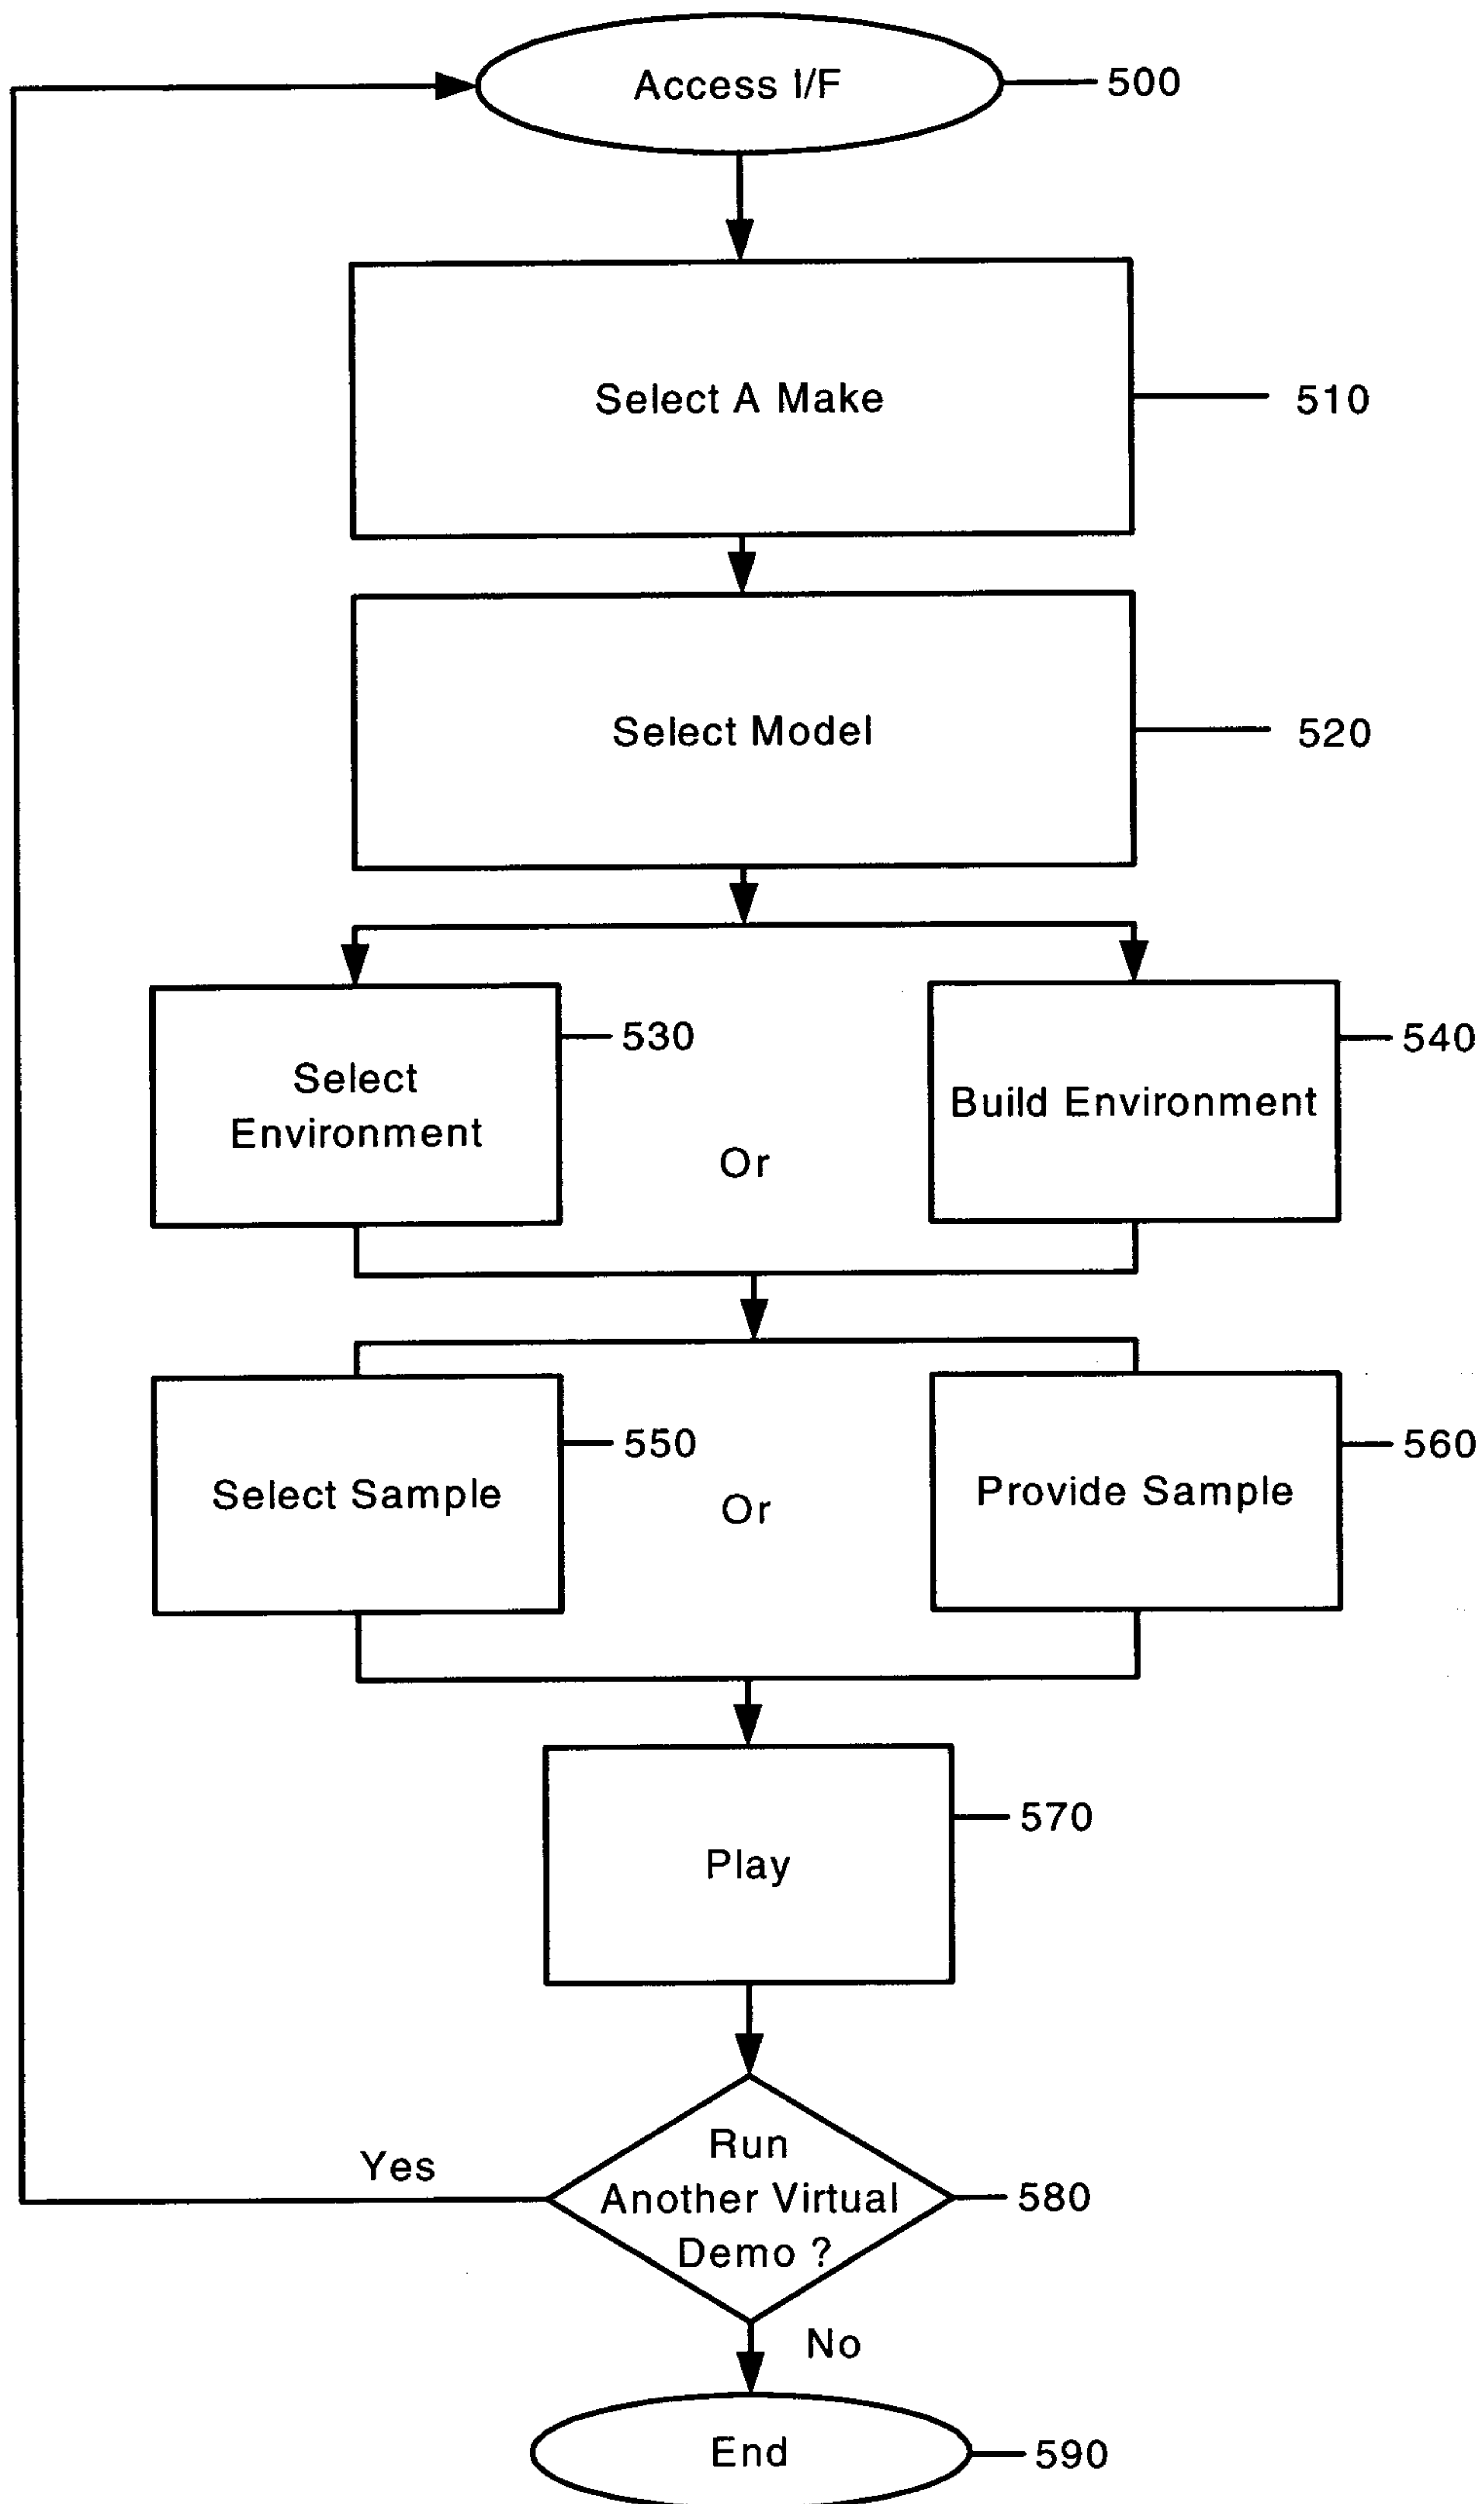 Access I/F
500
Select A Make
510
Select Model
520
Select
Environment
530
Or
Build Environment
540
Select Sample
550
Or
Provide Sample
560
Play
570
Run
Another Virtual
Demo ?
580
Yes
No
End
590